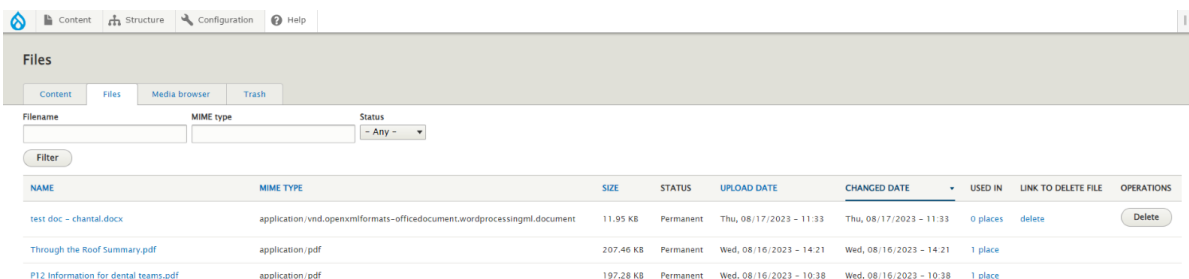 Content Structure Configuration Help
Files
Content Files Media browser Trash
Filename MIME type Status
- Any -
Filter
NAME MIME TYPE SIZE STATUS UPLOAD DATE CHANGED DATE USED IN LINK TO DELETE FILE OPERATIONS
test doc - chantal.docx application/vnd.openxmlformats-officedocument.wordprocessingml.document 11.95 KB Permanent Thu, 08/17/2023 - 11:33 Thu, 08/17/2023 - 11:33 0 places delete Delete
Through the Roof Summary.pdf application/pdf 207.46 KB Permanent Wed, 08/16/2023 - 14:21 Wed, 08/16/2023 - 14:21 1 place
P12 Information for dental teams.pdf application/pdf 197.28 KB Permanent Wed, 08/16/2023 - 10:38 Wed, 08/16/2023 - 10:38 1 place